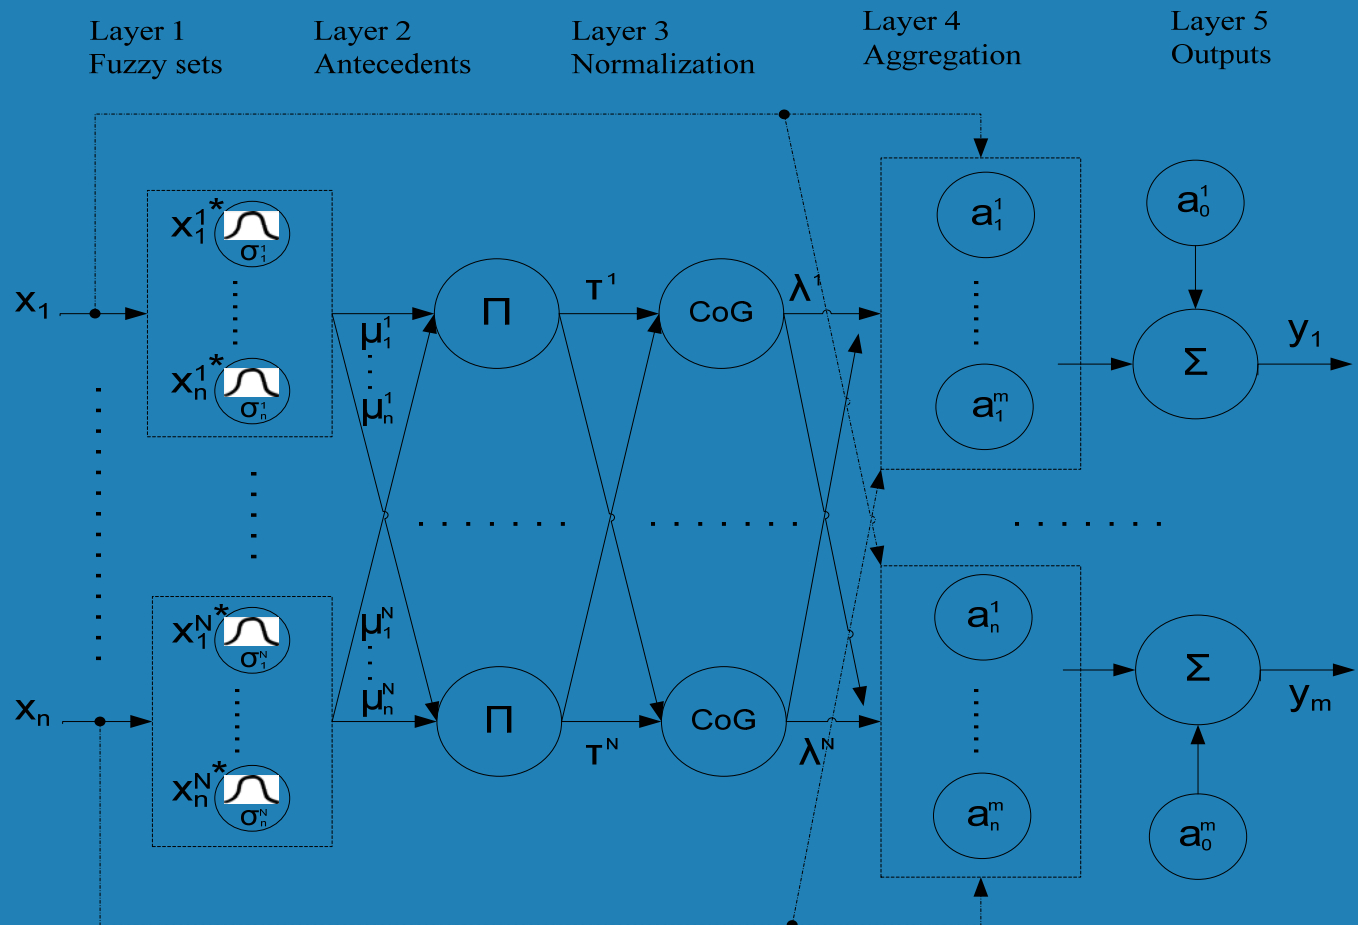 Layer 1
Fuzzy sets
Layer 2
Antecedents
Layer 3
Normalization
Layer 4
Aggregation
Layer 5
Outputs
x₁
x₁¹*
σ₁¹
xₙ¹*
σₙ¹
μ₁¹
μₙ¹
Π
τ¹
CoG
λ¹
a₁¹
a₁ᵐ
a₀¹
Σ
y₁
xₙ
x₁ᴺ*
σ₁ᴺ
xₙᴺ*
σₙᴺ
μ₁ᴺ
μₙᴺ
Π
τᴺ
CoG
λᴺ
aₙ¹
aₙᵐ
Σ
yₘ
a₀ᵐ